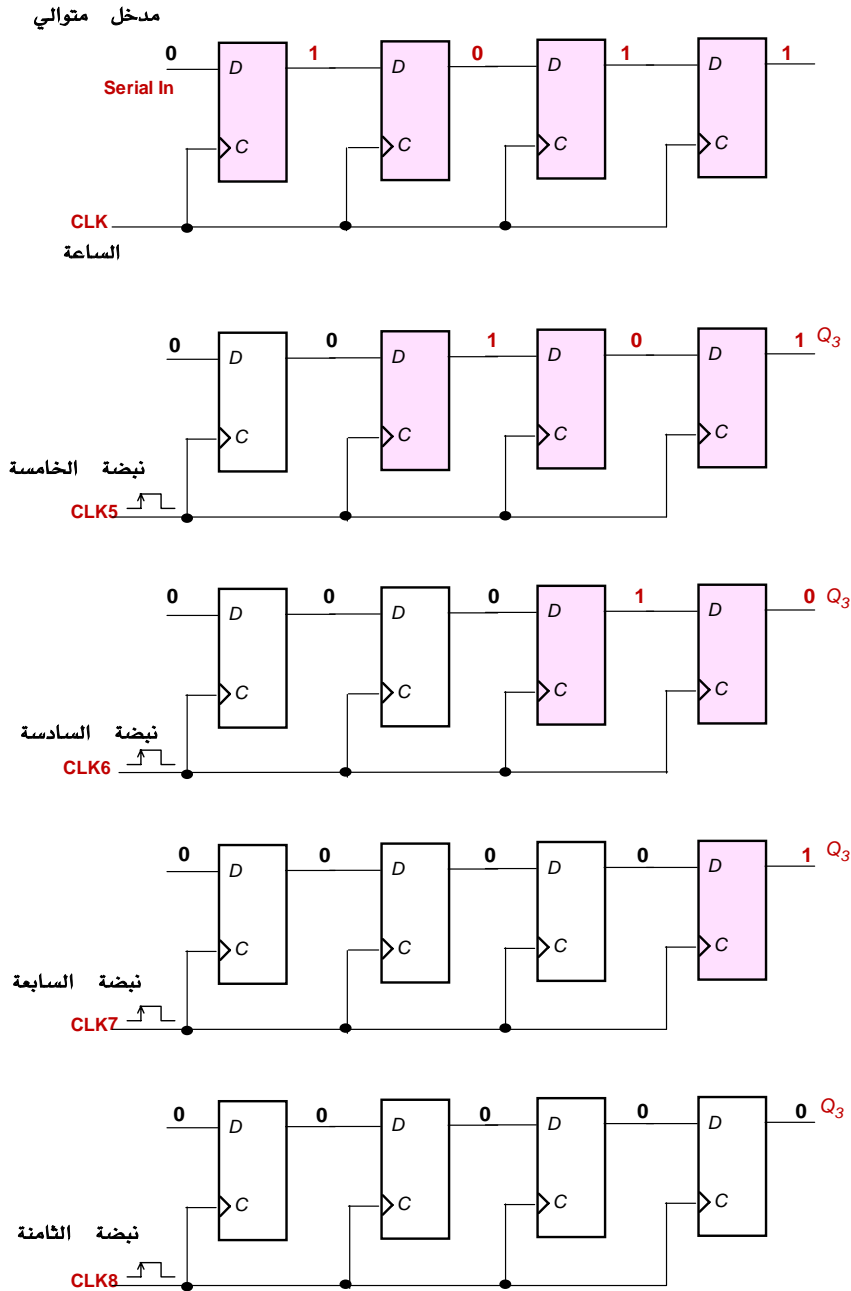 مدخل متوالي
0 1 0 1 1
D D D D
Serial In
C C C C
CLK
الساعة
0 0 1 0 1 Q3
D D D D
C C C C
نبضة الخامسة
CLK5
0 0 0 1 0 Q3
D D D D
C C C C
نبضة السادسة
CLK6
0 0 0 0 1 Q3
D D D D
C C C C
نبضة السابعة
CLK7
0 0 0 0 0 Q3
D D D D
C C C C
نبضة الثامنة
CLK8